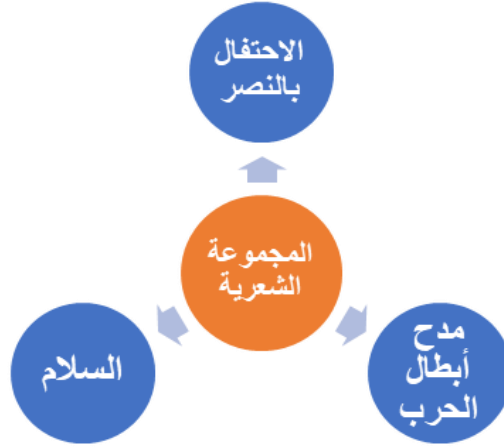 الاحتفال
بالنصر
المجموعة
الشعرية
مدح
أبطال
الحرب
السلام